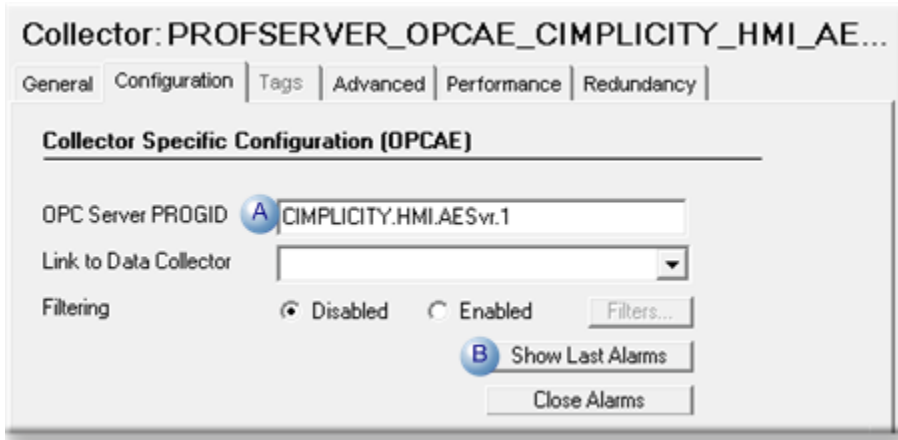 Collector: PROFSERVER_OPCAE_CIMPLICITY_HMI_AE...
General Configuration Tags Advanced Performance Redundancy
Collector Specific Configuration (OPCAE)
OPC Server PROGID A CIMPLICITY.HMI.AESvr.1
Link to Data Collector
Filtering Disabled Enabled Filters...
B Show Last Alarms
Close Alarms